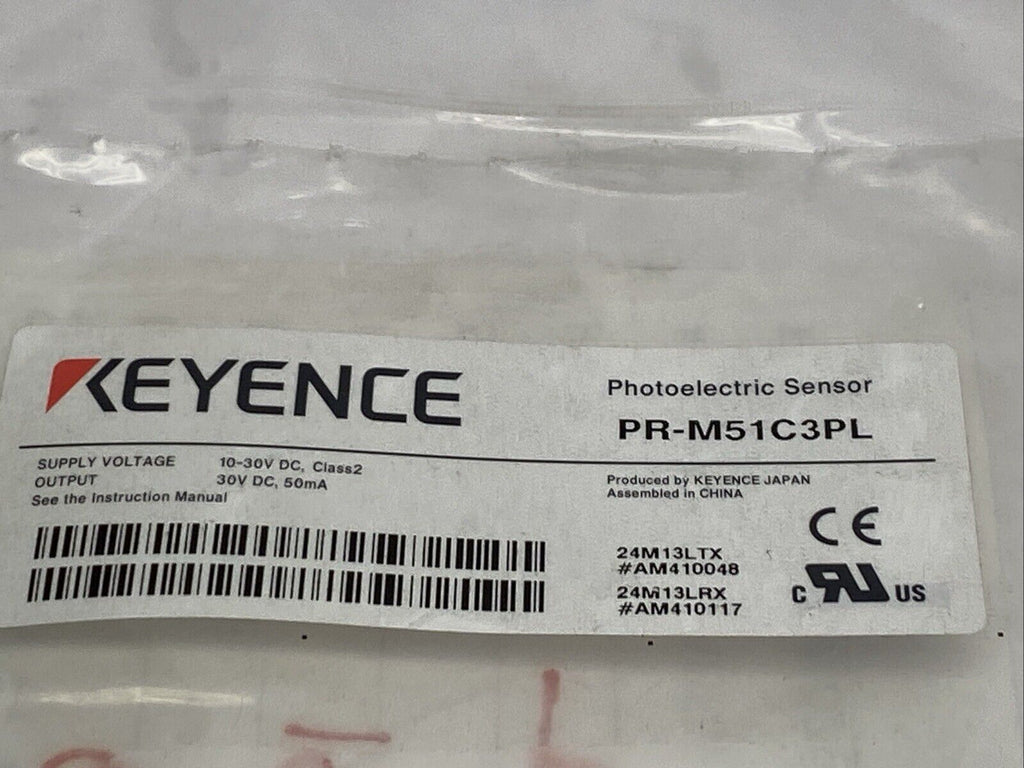 KEYENCE
Photoelectric Sensor
PR-M51C3PL
SUPPLY VOLTAGE 10-30V DC, Class2
OUTPUT 30V DC, 50mA
See the Instruction Manual
Produced by KEYENCE JAPAN
Assembled in CHINA
CE
24M13LTX
#AM410048
24M13LRX
#AM410117
c RU US